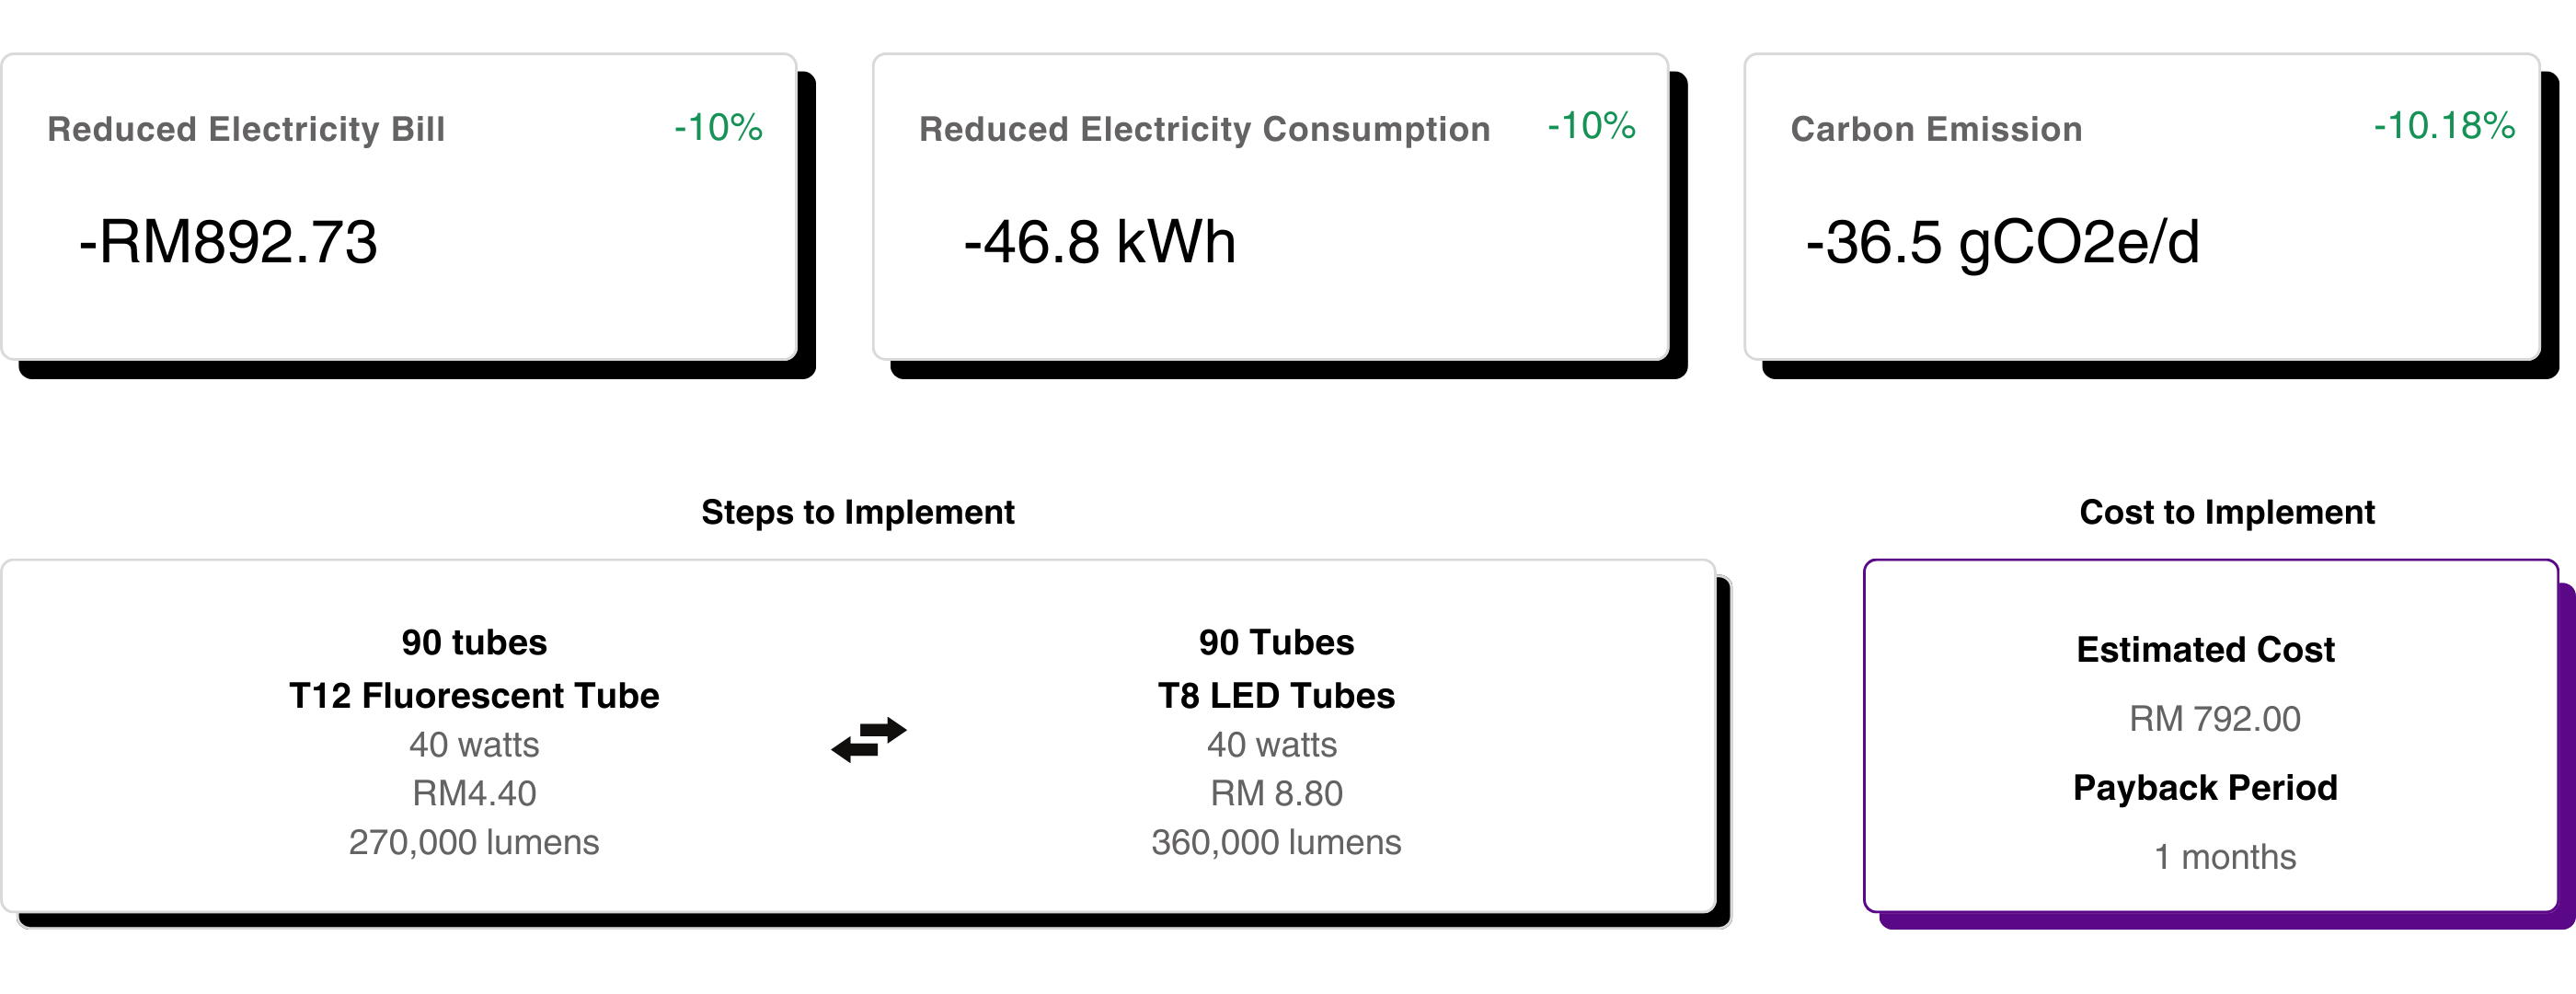 Reduced Electricity Bill
-10%
-RM892.73
Reduced Electricity Consumption
-10%
-46.8 kWh
Carbon Emission
-10.18%
-36.5 gCO2e/d
Steps to Implement
90 tubes
T12 Fluorescent Tube
40 watts
RM4.40
270,000 lumens
90 Tubes
T8 LED Tubes
40 watts
RM 8.80
360,000 lumens
Cost to Implement
Estimated Cost
RM 792.00
Payback Period
1 months